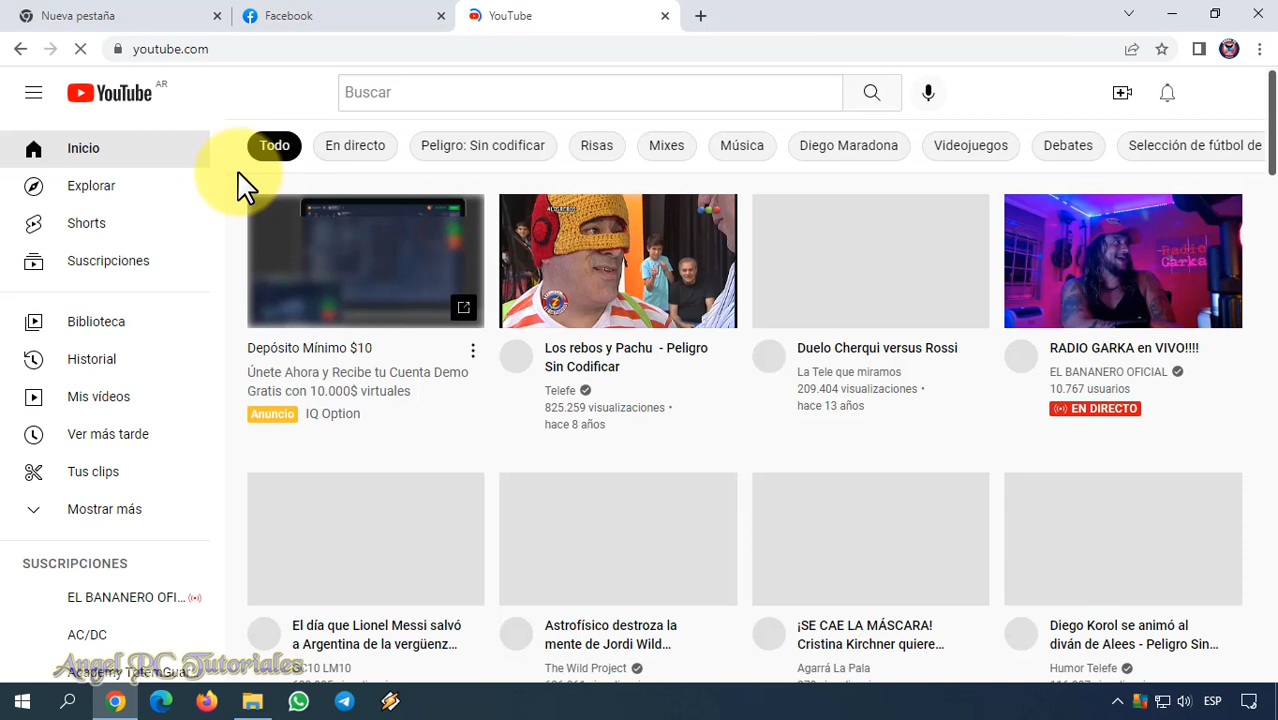 Nueva pestaña
Facebook
YouTube
youtube.com
YouTube AR
Buscar
Todo
En directo
Peligro: Sin codificar
Risas
Mixes
Música
Diego Maradona
Videojuegos
Debates
Selección de fútbol de
Inicio
Explorar
Shorts
Suscripciones
Biblioteca
Historial
Mis vídeos
Ver más tarde
Tus clips
Mostrar más
SUSCRIPCIONES
EL BANANERO OFI...
AC/DC
Academy TotemGuar
Angel PC Tutoriales
Depósito Mínimo $10
Únete Ahora y Recibe tu Cuenta Demo
Gratis con 10.000$ virtuales
Anuncio IQ Option
Los rebos y Pachu - Peligro
Sin Codificar
Telefe
825.259 visualizaciones •
hace 8 años
Duelo Cherqui versus Rossi
La Tele que miramos
209.404 visualizaciones •
hace 13 años
Radio
Garka
RADIO GARKA en VIVO!!!!
EL BANANERO OFICIAL
10.767 usuarios
EN DIRECTO
El día que Lionel Messi salvó
a Argentina de la vergüenz...
SC10 LM10
Astrofísico destroza la
mente de Jordi Wild...
The Wild Project
¡SE CAE LA MÁSCARA!
Cristina Kirchner quiere...
Agarrá La Pala
Diego Korol se animó al
diván de Alees - Peligro Sin...
Humor Telefe
ESP